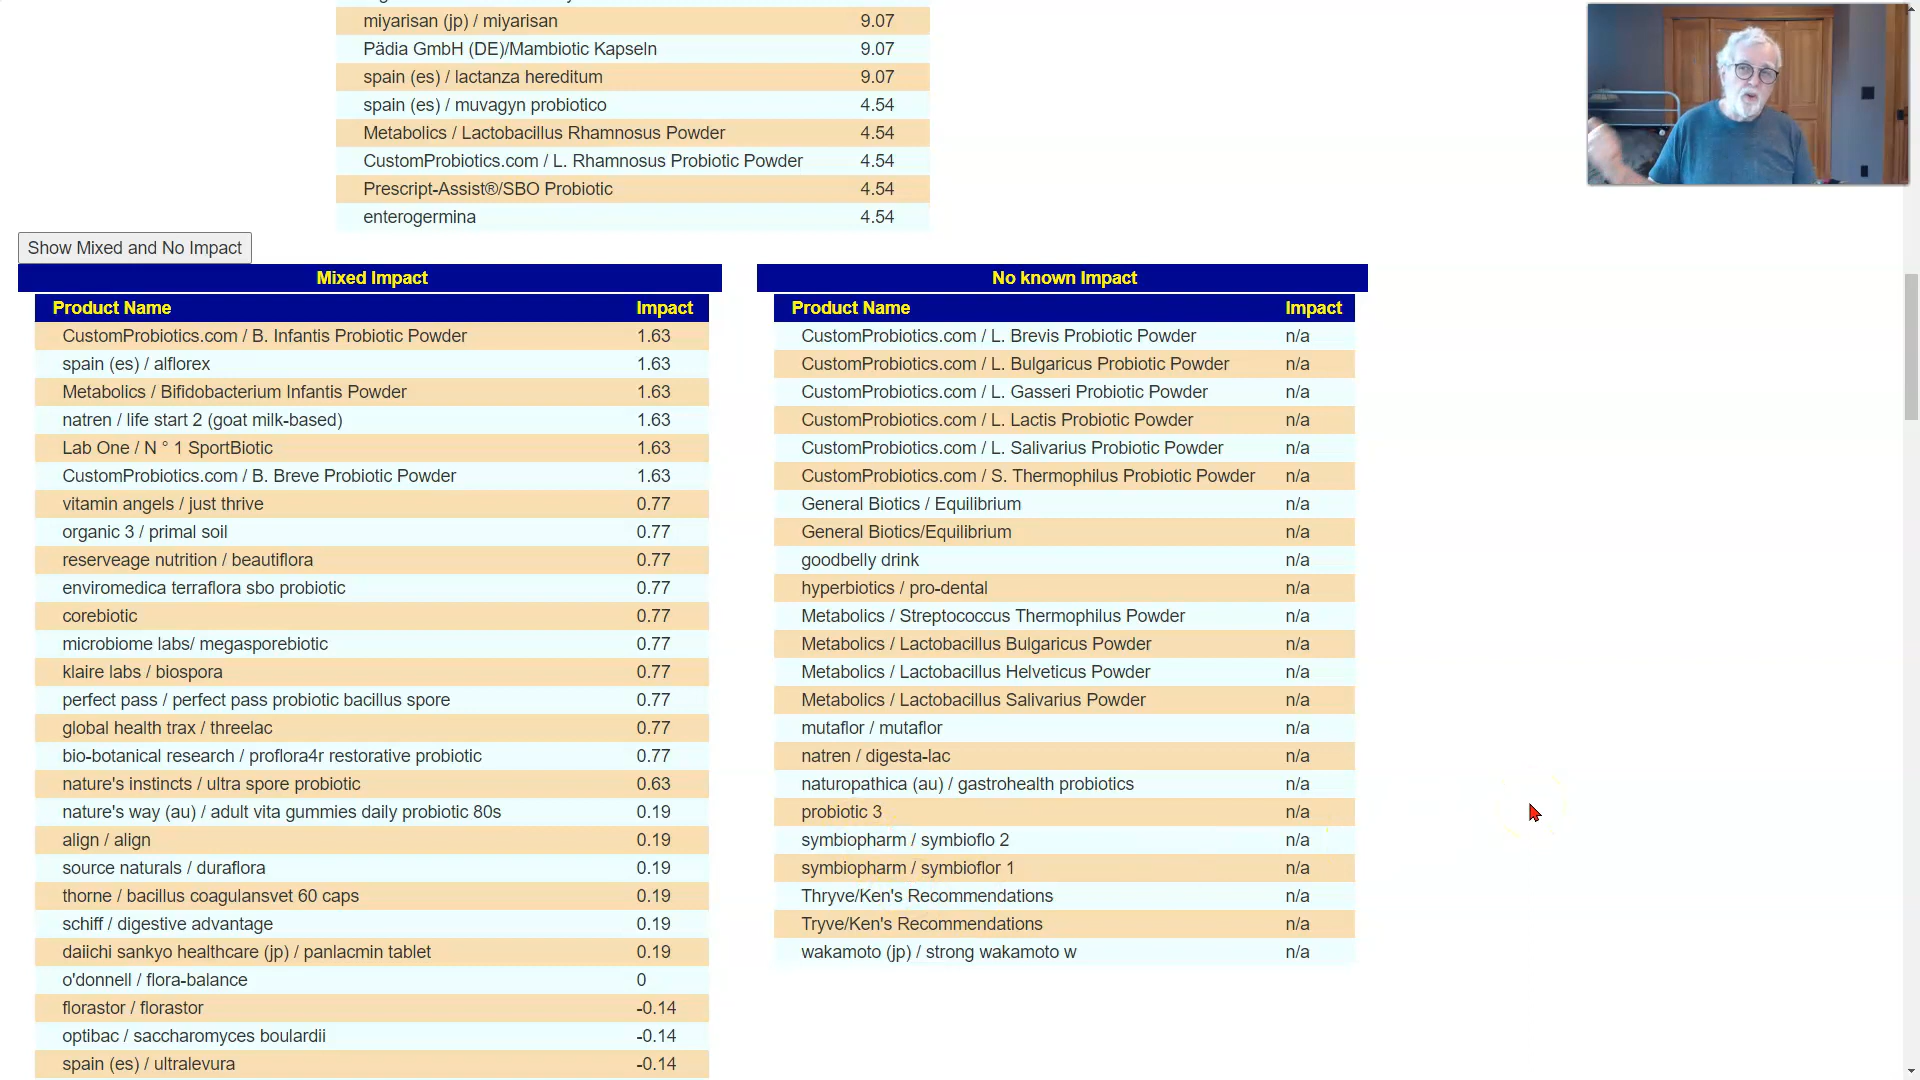 miyarisan (jp) / miyarisan 9.07
Pädia GmbH (DE)/Mambiotic Kapseln 9.07
spain (es) / lactanza hereditum 9.07
spain (es) / muvagyn probiotico 4.54
Metabolics / Lactobacillus Rhamnosus Powder 4.54
CustomProbiotics.com / L. Rhamnosus Probiotic Powder 4.54
Prescript-Assist®/SBO Probiotic 4.54
enterogermina 4.54
Show Mixed and No Impact
Mixed Impact
Product Name Impact
CustomProbiotics.com / B. Infantis Probiotic Powder 1.63
spain (es) / alflorex 1.63
Metabolics / Bifidobacterium Infantis Powder 1.63
natren / life start 2 (goat milk-based) 1.63
Lab One / N ° 1 SportBiotic 1.63
CustomProbiotics.com / B. Breve Probiotic Powder 1.63
vitamin angels / just thrive 0.77
organic 3 / primal soil 0.77
reserveage nutrition / beautiflora 0.77
enviromedica terraflora sbo probiotic 0.77
corebiotic 0.77
microbiome labs/ megasporebiotic 0.77
klaire labs / biospora 0.77
perfect pass / perfect pass probiotic bacillus spore 0.77
global health trax / threelac 0.77
bio-botanical research / proflora4r restorative probiotic 0.77
nature's instincts / ultra spore probiotic 0.63
nature's way (au) / adult vita gummies daily probiotic 80s 0.19
align / align 0.19
source naturals / duraflora 0.19
thorne / bacillus coagulansvet 60 caps 0.19
schiff / digestive advantage 0.19
daiichi sankyo healthcare (jp) / panlacmin tablet 0.19
o'donnell / flora-balance 0
florastor / florastor -0.14
optibac / saccharomyces boulardii -0.14
spain (es) / ultralevura -0.14
No known Impact
Product Name Impact
CustomProbiotics.com / L. Brevis Probiotic Powder n/a
CustomProbiotics.com / L. Bulgaricus Probiotic Powder n/a
CustomProbiotics.com / L. Gasseri Probiotic Powder n/a
CustomProbiotics.com / L. Lactis Probiotic Powder n/a
CustomProbiotics.com / L. Salivarius Probiotic Powder n/a
CustomProbiotics.com / S. Thermophilus Probiotic Powder n/a
General Biotics / Equilibrium n/a
General Biotics/Equilibrium n/a
goodbelly drink n/a
hyperbiotics / pro-dental n/a
Metabolics / Streptococcus Thermophilus Powder n/a
Metabolics / Lactobacillus Bulgaricus Powder n/a
Metabolics / Lactobacillus Helveticus Powder n/a
Metabolics / Lactobacillus Salivarius Powder n/a
mutaflor / mutaflor n/a
natren / digesta-lac n/a
naturopathica (au) / gastrohealth probiotics n/a
probiotic 3 n/a
symbiopharm / symbioflo 2 n/a
symbiopharm / symbioflor 1 n/a
Thryve/Ken's Recommendations n/a
Tryve/Ken's Recommendations n/a
wakamoto (jp) / strong wakamoto w n/a